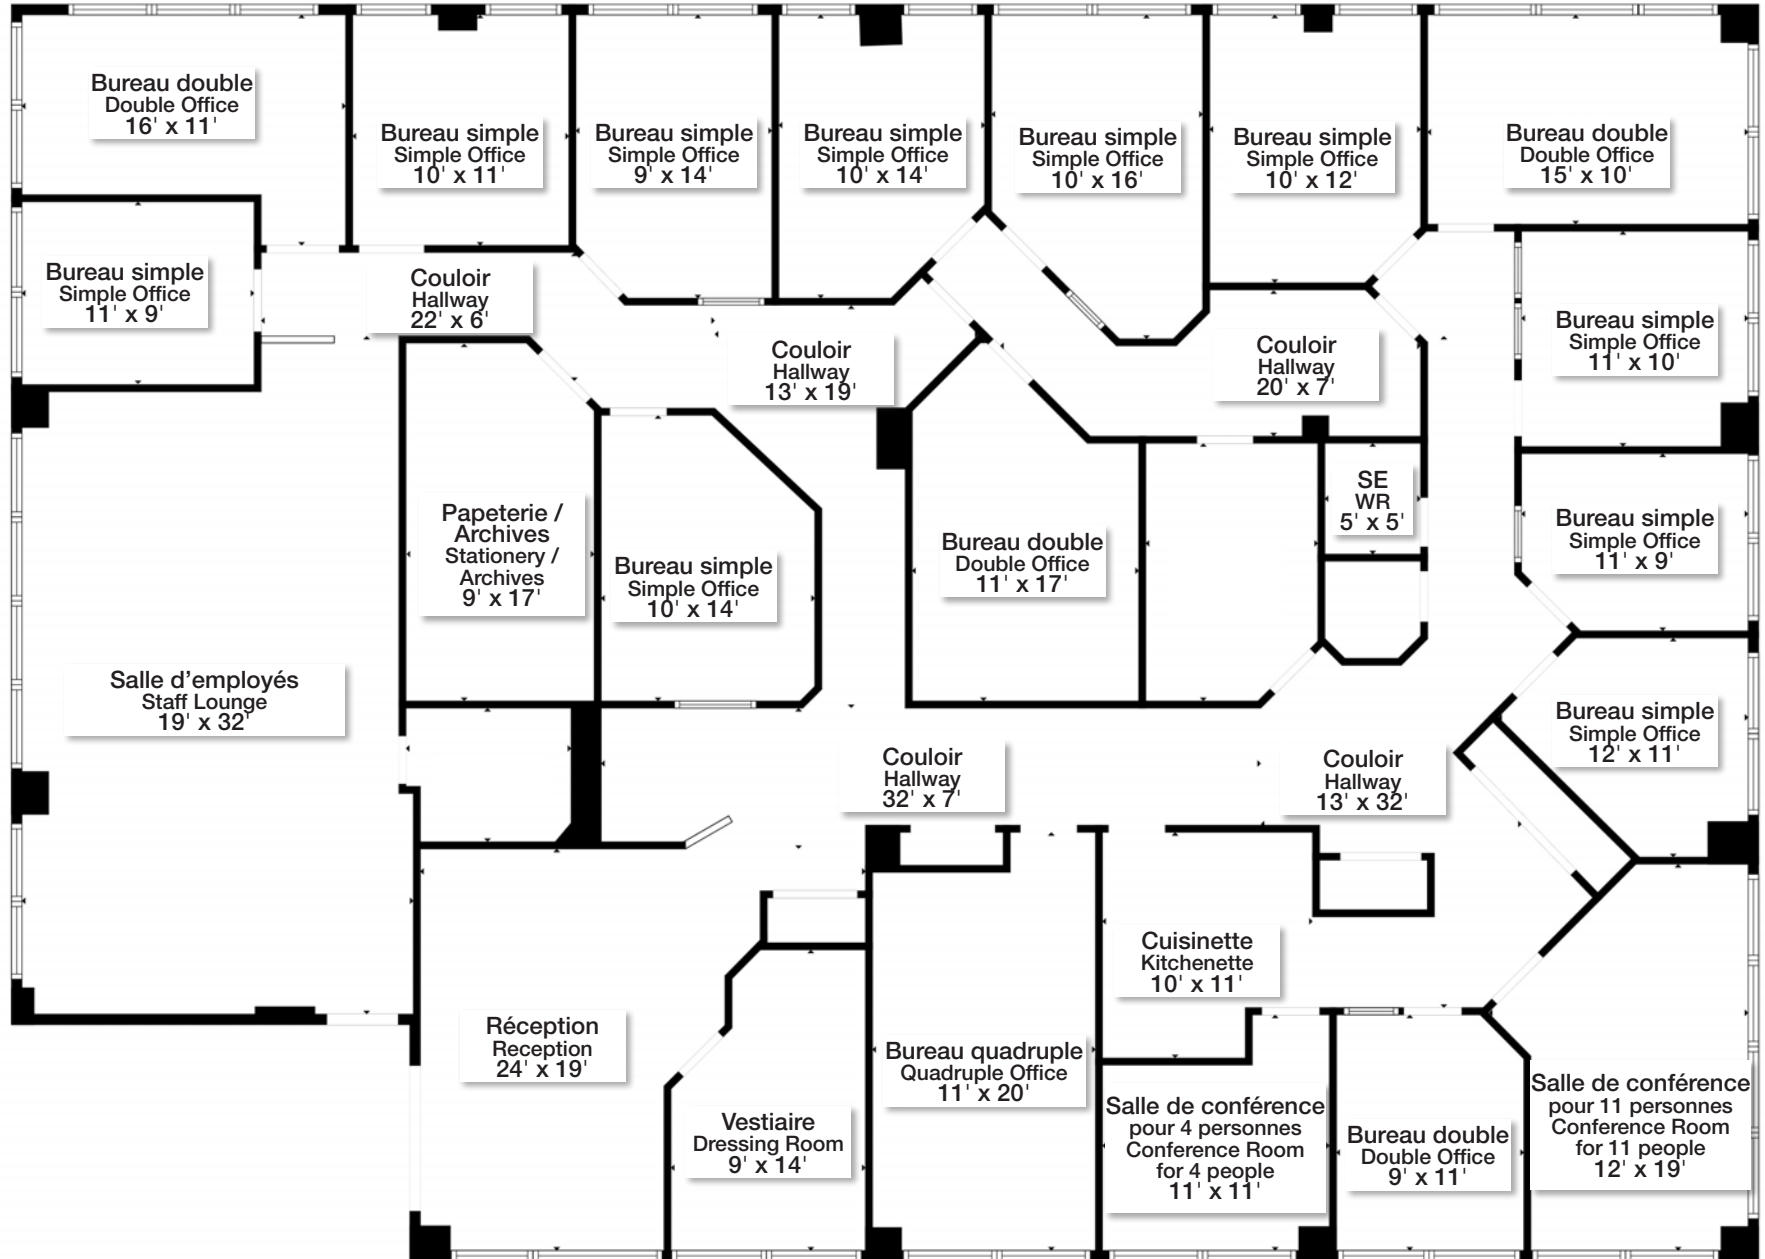 Bureau double
Double Office
16' x 11'
Bureau simple
Simple Office
10' x 11'
Bureau simple
Simple Office
9' x 14'
Bureau simple
Simple Office
10' x 14'
Bureau simple
Simple Office
10' x 16'
Bureau simple
Simple Office
10' x 12'
Bureau double
Double Office
15' x 10'
Bureau simple
Simple Office
11' x 9'
Couloir
Hallway
22' x 6'
Couloir
Hallway
13' x 19'
Couloir
Hallway
20' x 7'
Bureau simple
Simple Office
11' x 10'
Papeterie /
Archives
Stationery /
Archives
9' x 17'
Bureau simple
Simple Office
10' x 14'
Bureau double
Double Office
11' x 17'
SE
WR
5' x 5'
Bureau simple
Simple Office
11' x 9'
Salle d'employés
Staff Lounge
19' x 32'
Couloir
Hallway
32' x 7'
Couloir
Hallway
13' x 32'
Bureau simple
Simple Office
12' x 11'
Cuisinette
Kitchenette
10' x 11'
Réception
Reception
24' x 19'
Vestiaire
Dressing Room
9' x 14'
Bureau quadruple
Quadruple Office
11' x 20'
Salle de conférence
pour 4 personnes
Conference Room
for 4 people
11' x 11'
Bureau double
Double Office
9' x 11'
Salle de conférence
pour 11 personnes
Conference Room
for 11 people
12' x 19'